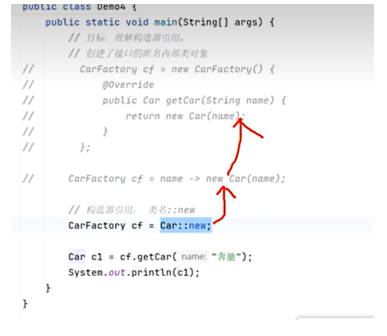 public class Demo4 {
public static void main(String[] args) {
// 目标：理解构造器引用。
// 创建了接口的匿名内部类对象
// CarFactory cf = new CarFactory() {
// @Override
// public Car getCar(String name) {
// return new Car(name);
// }
// };
// CarFactory cf = name -> new Car(name);
// 构造器引用： 类名::new
CarFactory cf = Car::new;
Car c1 = cf.getCar( name: "奔驰");
System.out.println(c1);
}
}